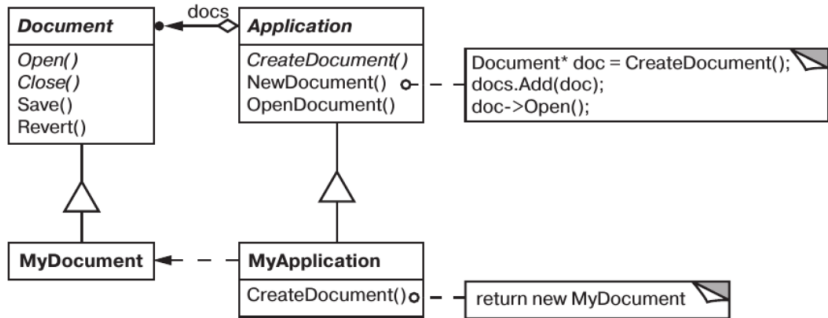 Document
docs
Application
Open()
Close()
Save()
Revert()
CreateDocument()
NewDocument()
OpenDocument()
Document* doc = CreateDocument();
docs.Add(doc);
doc->Open();
MyDocument
MyApplication
CreateDocument()
return new MyDocument